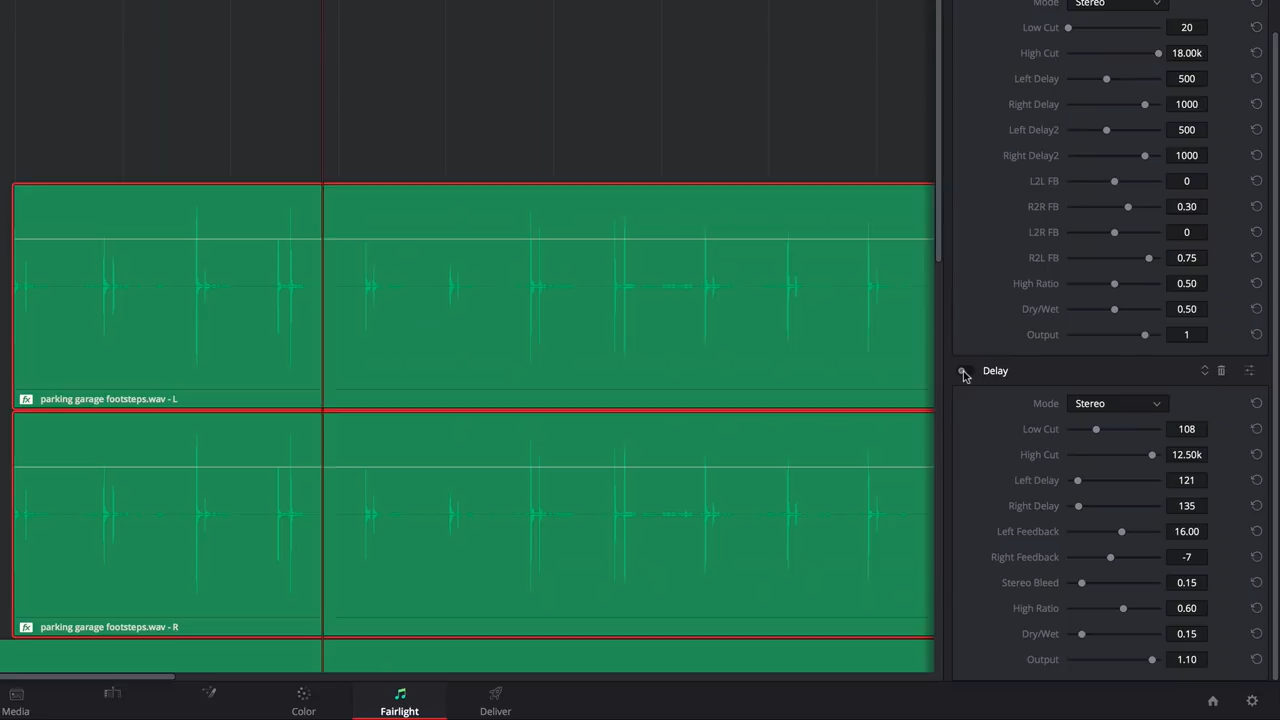 Mode Stereo
Low Cut 20
High Cut 18.00k
Left Delay 500
Right Delay 1000
Left Delay2 500
Right Delay2 1000
L2L FB 0
R2R FB 0.30
L2R FB 0
R2L FB 0.75
High Ratio 0.50
Dry/Wet 0.50
Output 1
Delay
Mode Stereo
Low Cut 108
High Cut 12.50k
Left Delay 121
Right Delay 135
Left Feedback 16.00
Right Feedback -7
Stereo Bleed 0.15
High Ratio 0.60
Dry/Wet 0.15
Output 1.10
fx parking garage footsteps.wav - L
fx parking garage footsteps.wav - R
Media Color Fairlight Deliver